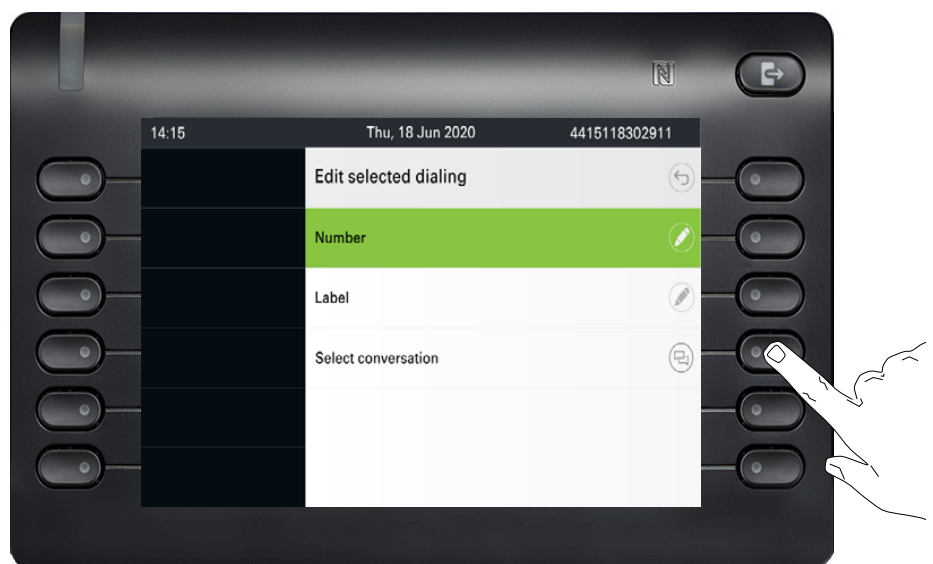 14:15 Thu, 18 Jun 2020 4415118302911
Edit selected dialing
Number
Label
Select conversation